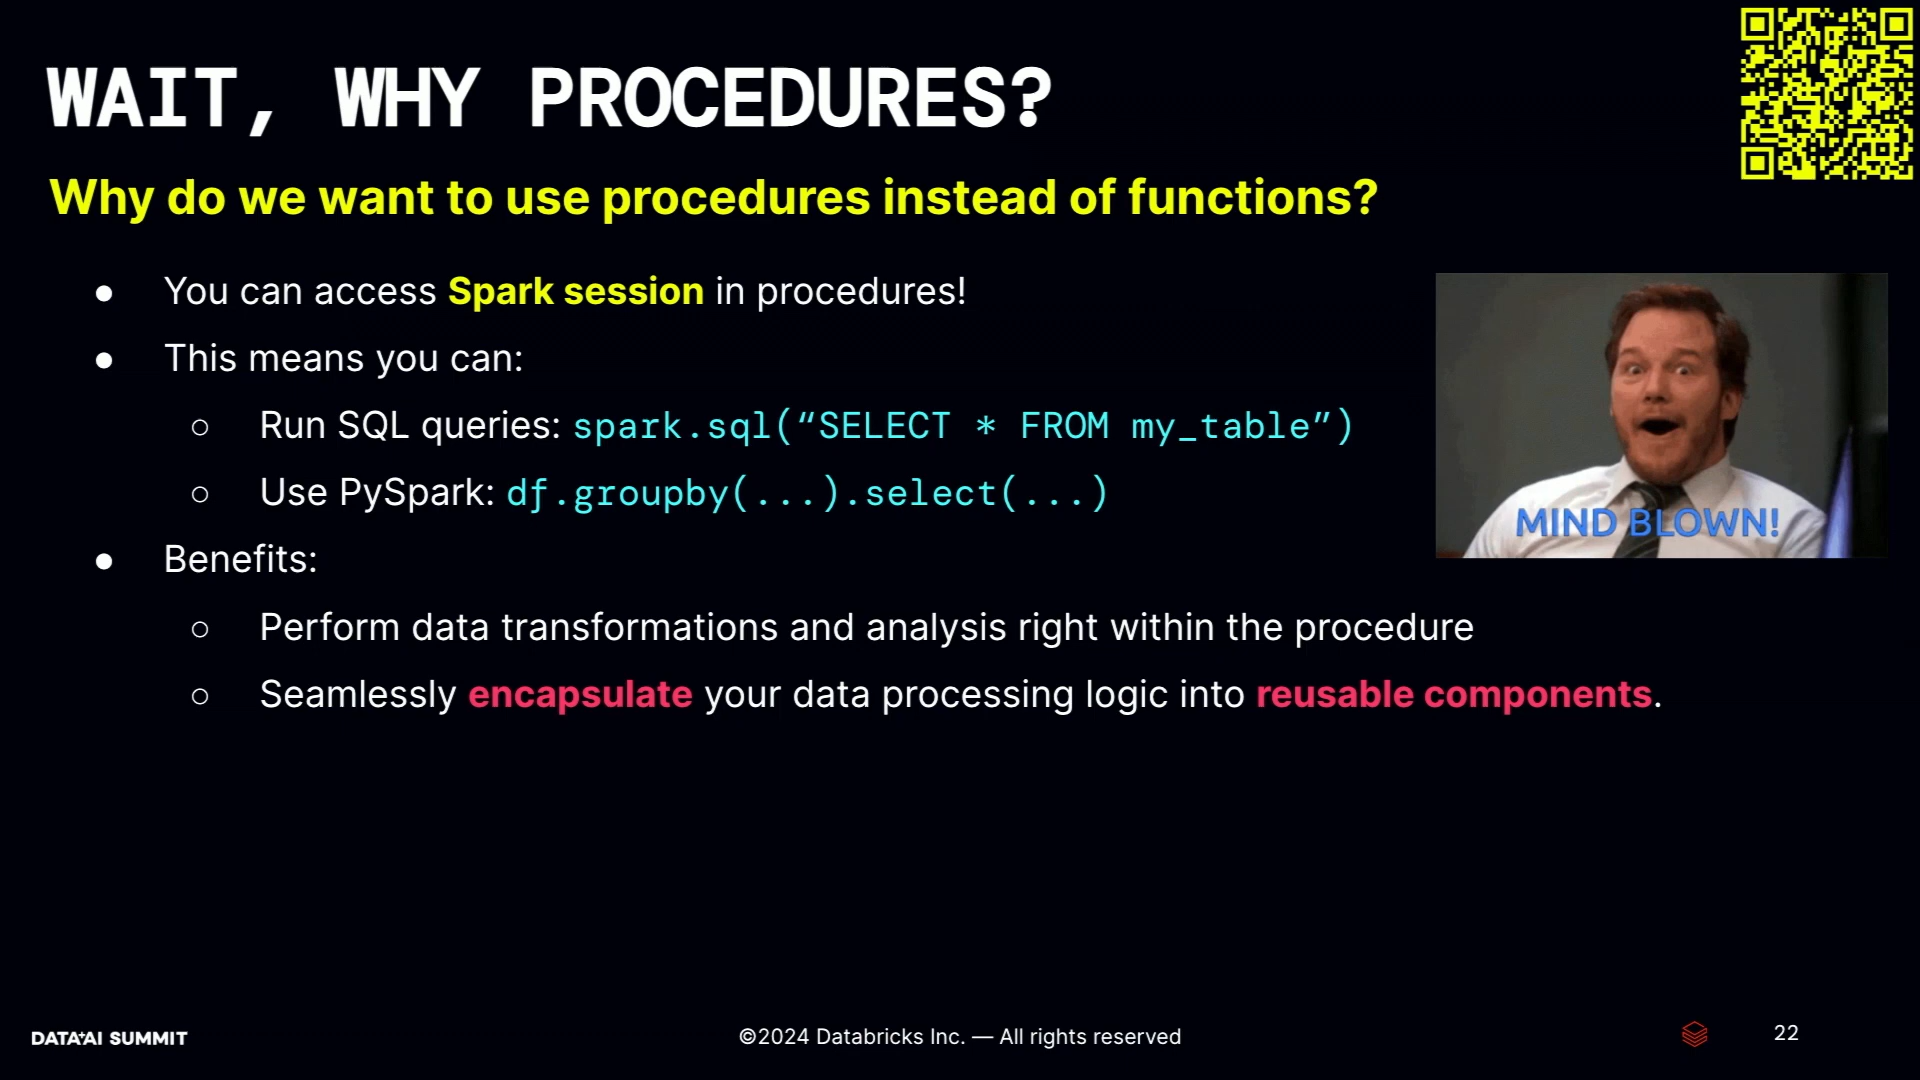 WAIT, WHY PROCEDURES?
Why do we want to use procedures instead of functions?
● You can access Spark session in procedures!
● This means you can:
○ Run SQL queries: spark.sql(“SELECT * FROM my_table”)
○ Use PySpark: df.groupby(...).select(...)
MIND BLOWN!
● Benefits:
○ Perform data transformations and analysis right within the procedure
○ Seamlessly encapsulate your data processing logic into reusable components.
DATA+AI SUMMIT
©2024 Databricks Inc. — All rights reserved
22